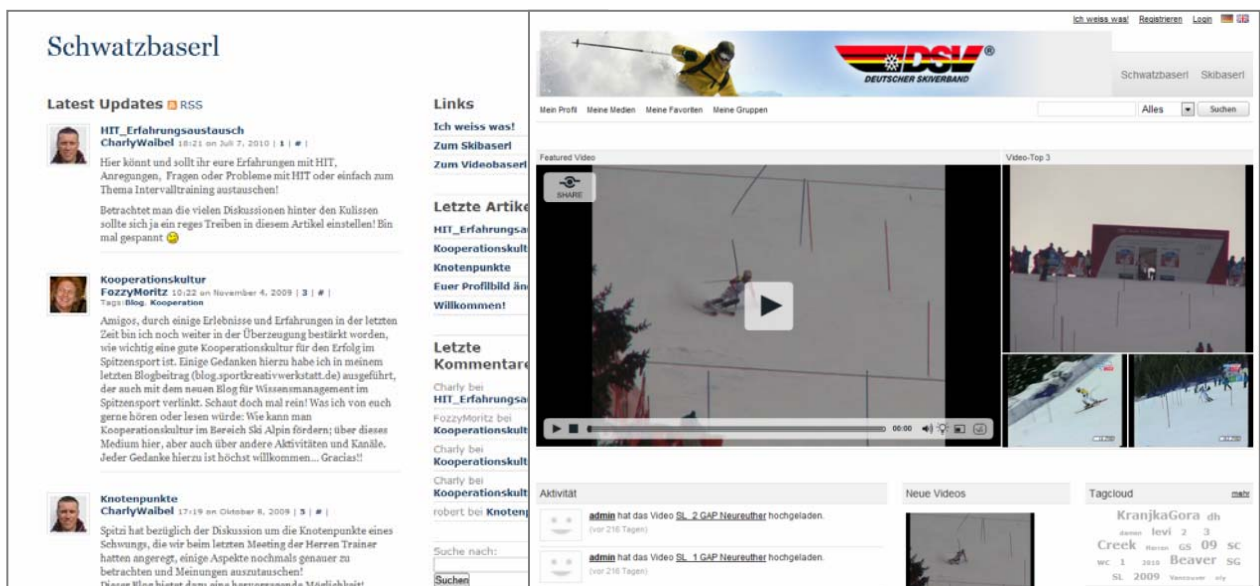 Schwatzbaserl
Latest Updates RSS
HIT_Erfahrungsaustausch
CharlyWaibel 18:21 on Juli 7, 2010 | 1 | # |
Hier könnt und sollt ihr eure Erfahrungen mit HIT,
Anregungen, Fragen oder Probleme mit HIT oder einfach zum
Thema Intervalltraining austauschen!
Betrachtet man die vielen Diskussionen hinter den Kulissen
sollte sich ja ein reges Treiben in diesem Artikel einstellen! Bin
mal gespannt
Kooperationskultur
FozzyMoritz 10:22 on November 4, 2009 | 3 | # |
Tags: Blog, Kooperation
Amigos, durch einige Erlebnisse und Erfahrungen in der letzten
Zeit bin ich noch weiter in der Überzeugung bestärkt worden,
wie wichtig eine gute Kooperationskultur für den Erfolg im
Spitzensport ist. Einige Gedanken hierzu habe ich in meinem
letzten Blogbeitrag (blog.sportkreativwerkstatt.de) ausgeführt,
der auch mit dem neuen Blog für Wissensmanagement im
Spitzensport verlinkt. Schaut doch mal rein! Was ich von euch
gerne hören oder lesen würde: Wie kann man
Kooperationskultur im Bereich Ski Alpin fördern; über dieses
Medium hier, aber auch über andere Aktivitäten und Kanäle.
Jeder Gedanke hierzu ist höchst willkommen... Gracias!!
Knotenpunkte
CharlyWaibel 17:19 on Oktober 8, 2009 | 5 | # |
Spitzi hat bezüglich der Diskussion um die Knotenpunkte eines
Schwungs, die wir beim letzten Meeting der Herren Trainer
hatten angeregt, einige Aspekte nochmals genauer zu
betrachten und Meinungen auszutauschen!
Dieser Blog bietet dazu eine hervorragende Möglichkeit!
Links
Ich weiss was!
Zum Skibaserl
Zum Videobaserl
Letzte Artike
HIT_Erfahrungsa
Kooperationskult
Knotenpunkte
Euer Profilbild än
Willkommen!
Letzte
Kommentare
Charly bei
HIT_Erfahrungsa
FozzyMoritz bei
Kooperationskult
Charly bei
Kooperationskult
Charly bei
Kooperationskult
robert bei Knotenp
Suche nach:
Suchen
Ich weiss was! Registrieren Login
DSV®
DEUTSCHER SKIVERBAND
Schwatzbaserl Skibaserl
Mein Profil Meine Medien Meine Favoriten Meine Gruppen
Alles Suchen
Featured Video
SHARE
00:00
Video-Top 3
Aktivität
admin hat das Video SL_2 GAP Neureuther hochgeladen.
(vor 216 Tagen)
admin hat das Video SL_1 GAP Neureuther hochgeladen.
(vor 216 Tagen)
Neue Videos
Tagcloud mehr
KranjkaGora dh
damen levi 2 3
Creek Herren GS 09 SC
WC 1 2010 Beaver SG
SL 2009 Vancouver